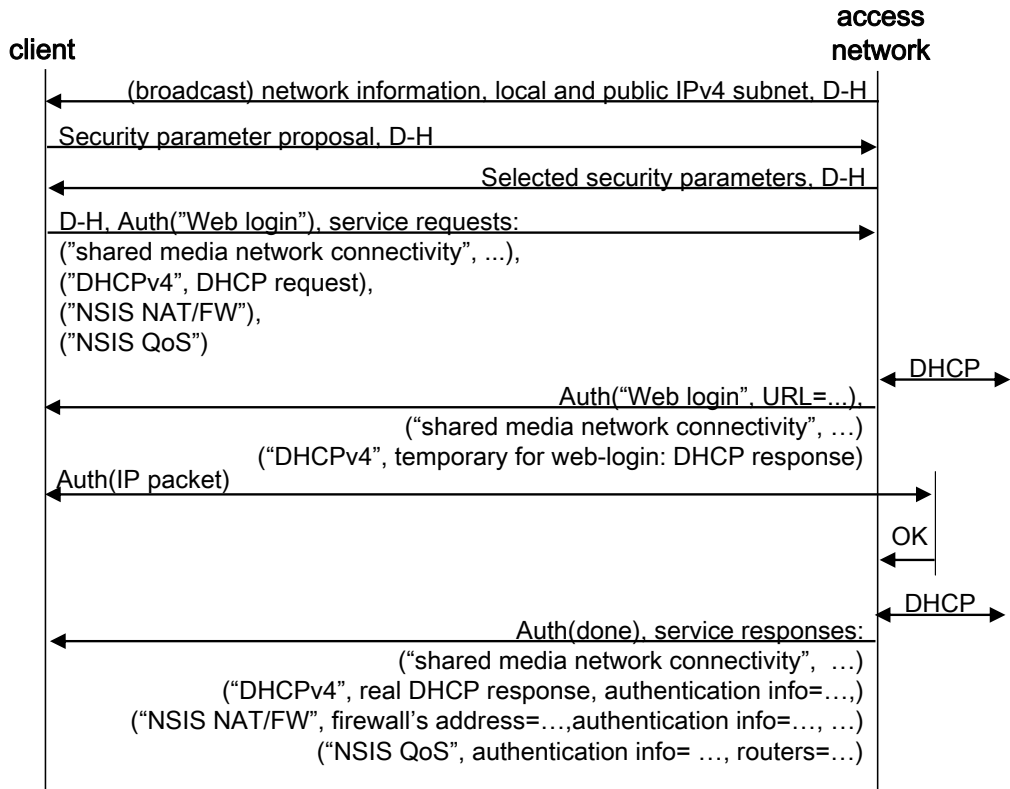 access
client
network
(broadcast) network information, local and public IPv4 subnet, D-H
Security parameter proposal, D-H
Selected security parameters, D-H
D-H, Auth(”Web login”), service requests:
(”shared media network connectivity”, ...),
(”DHCPv4”, DHCP request),
(”NSIS NAT/FW”),
(”NSIS QoS”)
DHCP
Auth(“Web login”, URL=...),
(“shared media network connectivity”, …)
(“DHCPv4”, temporary for web-login: DHCP response)
Auth(IP packet)
OK
DHCP
Auth(done), service responses:
(“shared media network connectivity”, …)
(“DHCPv4”, real DHCP response, authentication info=…,)
(“NSIS NAT/FW”, firewall’s address=…,authentication info=…, …)
(“NSIS QoS”, authentication info= …, routers=…)